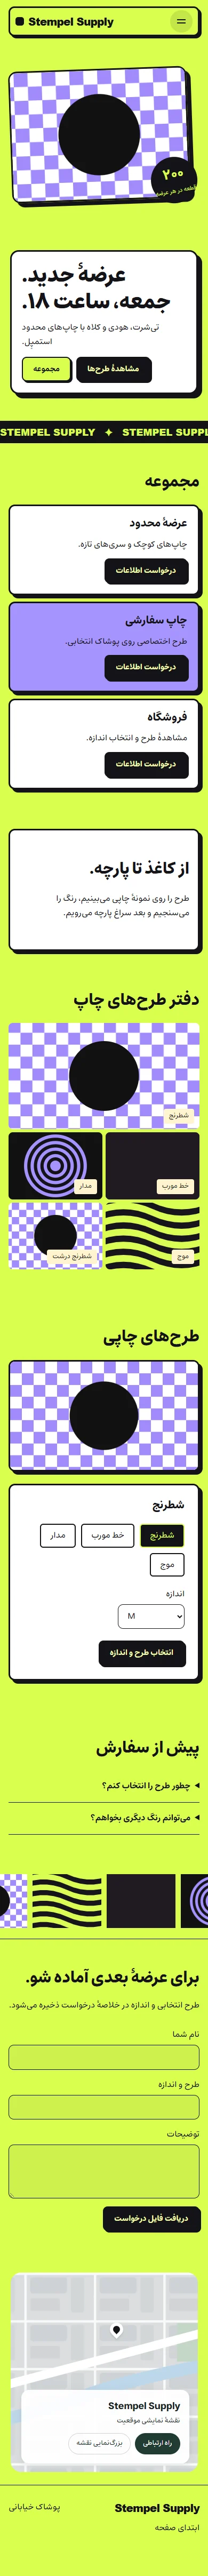 Stempel Supply
۲۰۰
قطعه در هر عرضه
عرضهٔ جدید.
جمعه، ساعت ۱۸.
تی‌شرت، هودی و کلاه با چاپ‌های محدود
استمپل.
مشاهدهٔ طرح‌ها
مجموعه
STEMPEL SUPPLY ✦ STEMPEL SUPPL
مجموعه
عرضهٔ محدود
چاپ‌های کوچک و سری‌های تازه.
درخواست اطلاعات
چاپ سفارشی
طرح اختصاصی روی پوشاک انتخابی.
درخواست اطلاعات
فروشگاه
مشاهدهٔ طرح و انتخاب اندازه.
درخواست اطلاعات
از کاغذ تا پارچه.
طرح را روی نمونهٔ چاپی می‌بینیم، رنگ را
می‌سنجیم و بعد سراغ پارچه می‌رویم.
دفتر طرح‌های چاپ
شطرنج
خط مورب
مدار
موج
شطرنج درشت
طرح‌های چاپی
شطرنج
شطرنج
خط مورب
مدار
موج
اندازه
M
انتخاب طرح و اندازه
پیش از سفارش
چطور طرح را انتخاب کنم؟
می‌توانم رنگ دیگری بخواهم؟
برای عرضهٔ بعدی آماده شو.
طرح انتخابی و اندازه در خلاصهٔ درخواست ذخیره می‌شود.
نام شما
طرح و اندازه
توضیحات
دریافت فایل درخواست
Stempel Supply
نقشهٔ نمایشی موقعیت
راه ارتباطی
بزرگ‌نمایی نقشه
Stempel Supply
پوشاک خیابانی
ابتدای صفحه